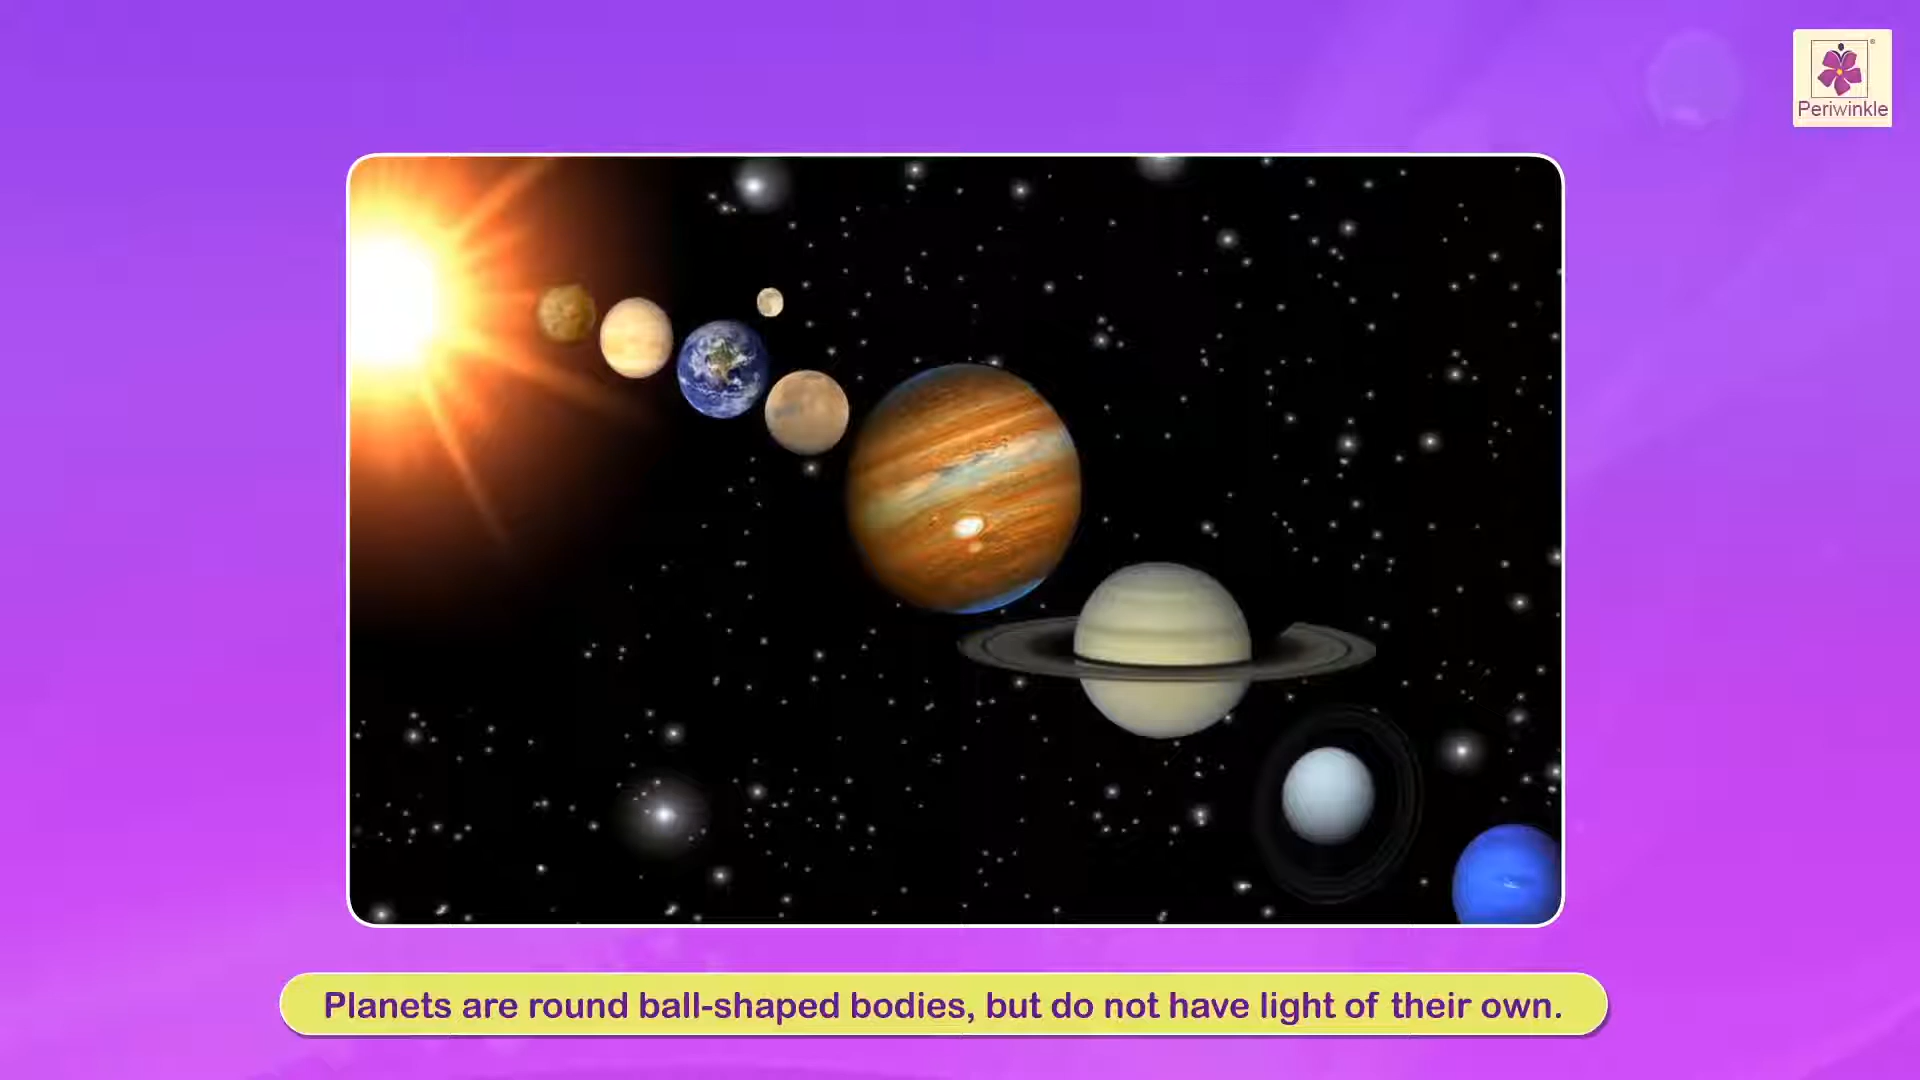 Periwinkle
Planets are round ball-shaped bodies, but do not have light of their own.